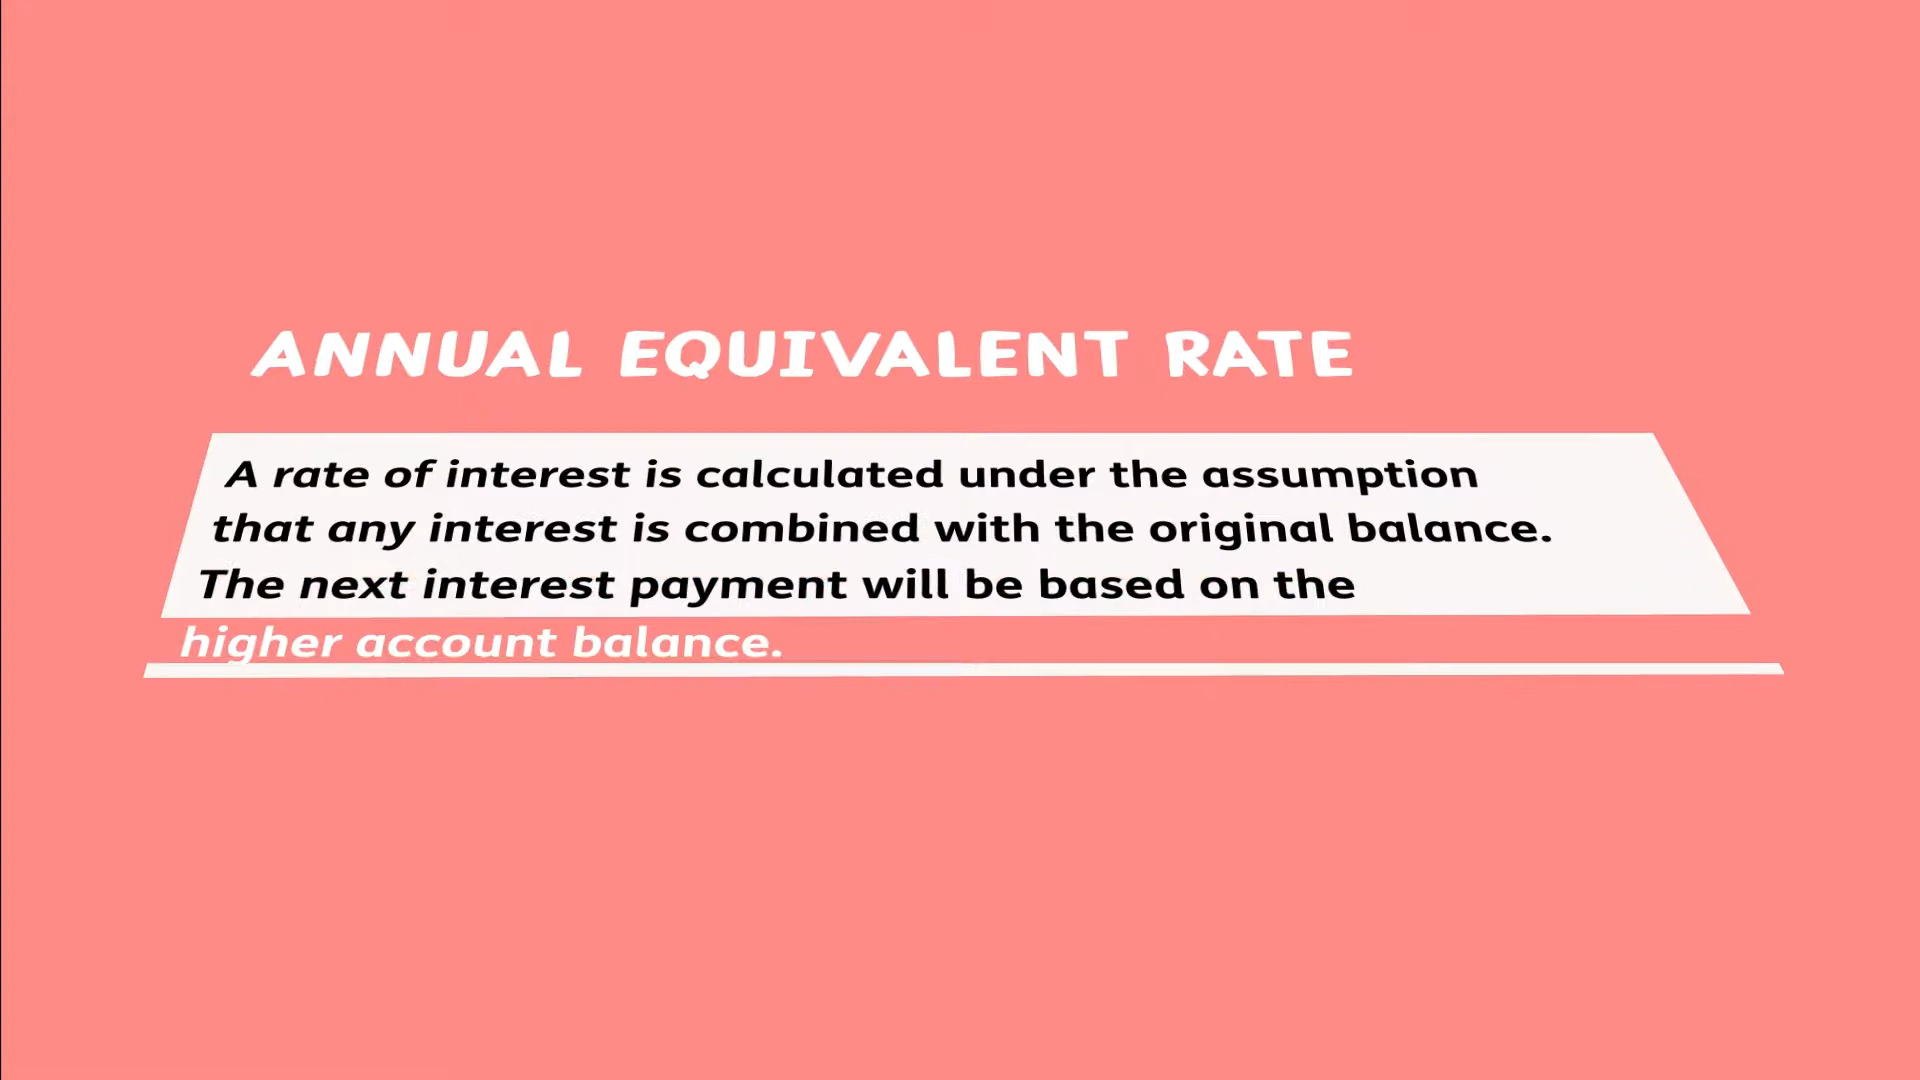 ANNUAL EQUIVALENT RATE
A rate of interest is calculated under the assumption
that any interest is combined with the original balance.
The next interest payment will be based on the
higher account balance.